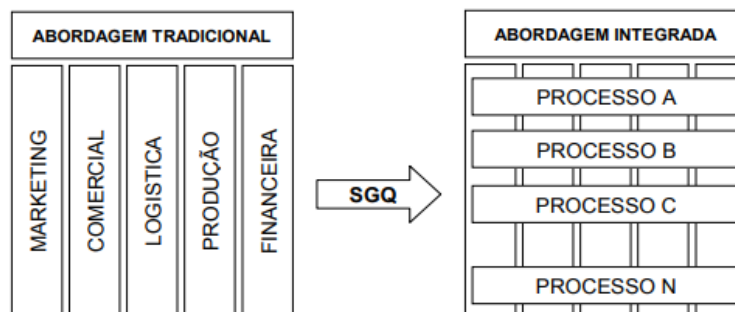 ABORDAGEM TRADICIONAL
MARKETING
COMERCIAL
LOGISTICA
PRODUÇÃO
FINANCEIRA
SGQ
ABORDAGEM INTEGRADA
PROCESSO A
PROCESSO B
PROCESSO C
PROCESSO N